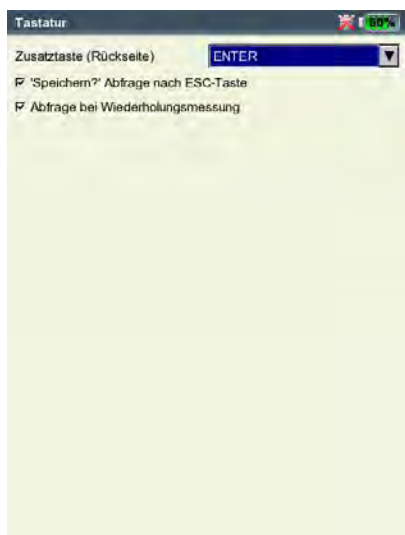 Tastatur 60%
Zusatztaste (Rückseite) ENTER
'Speichern?' Abfrage nach ESC-Taste
Abfrage bei Wiederholungsmessung